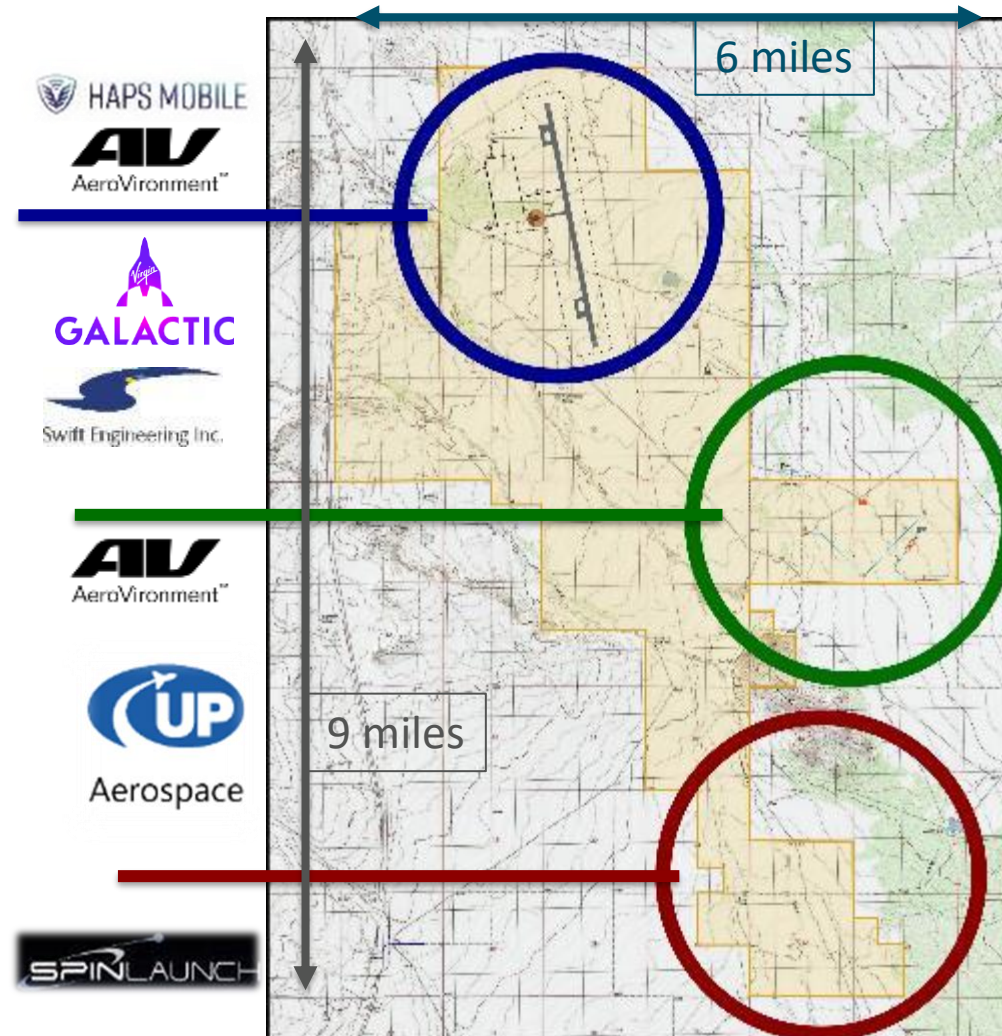 6 miles
HAPS MOBILE
AV
AeroVironment™
Virgin
GALACTIC
Swift Engineering Inc.
AV
AeroVironment™
UP
Aerospace
9 miles
SPINLAUNCH